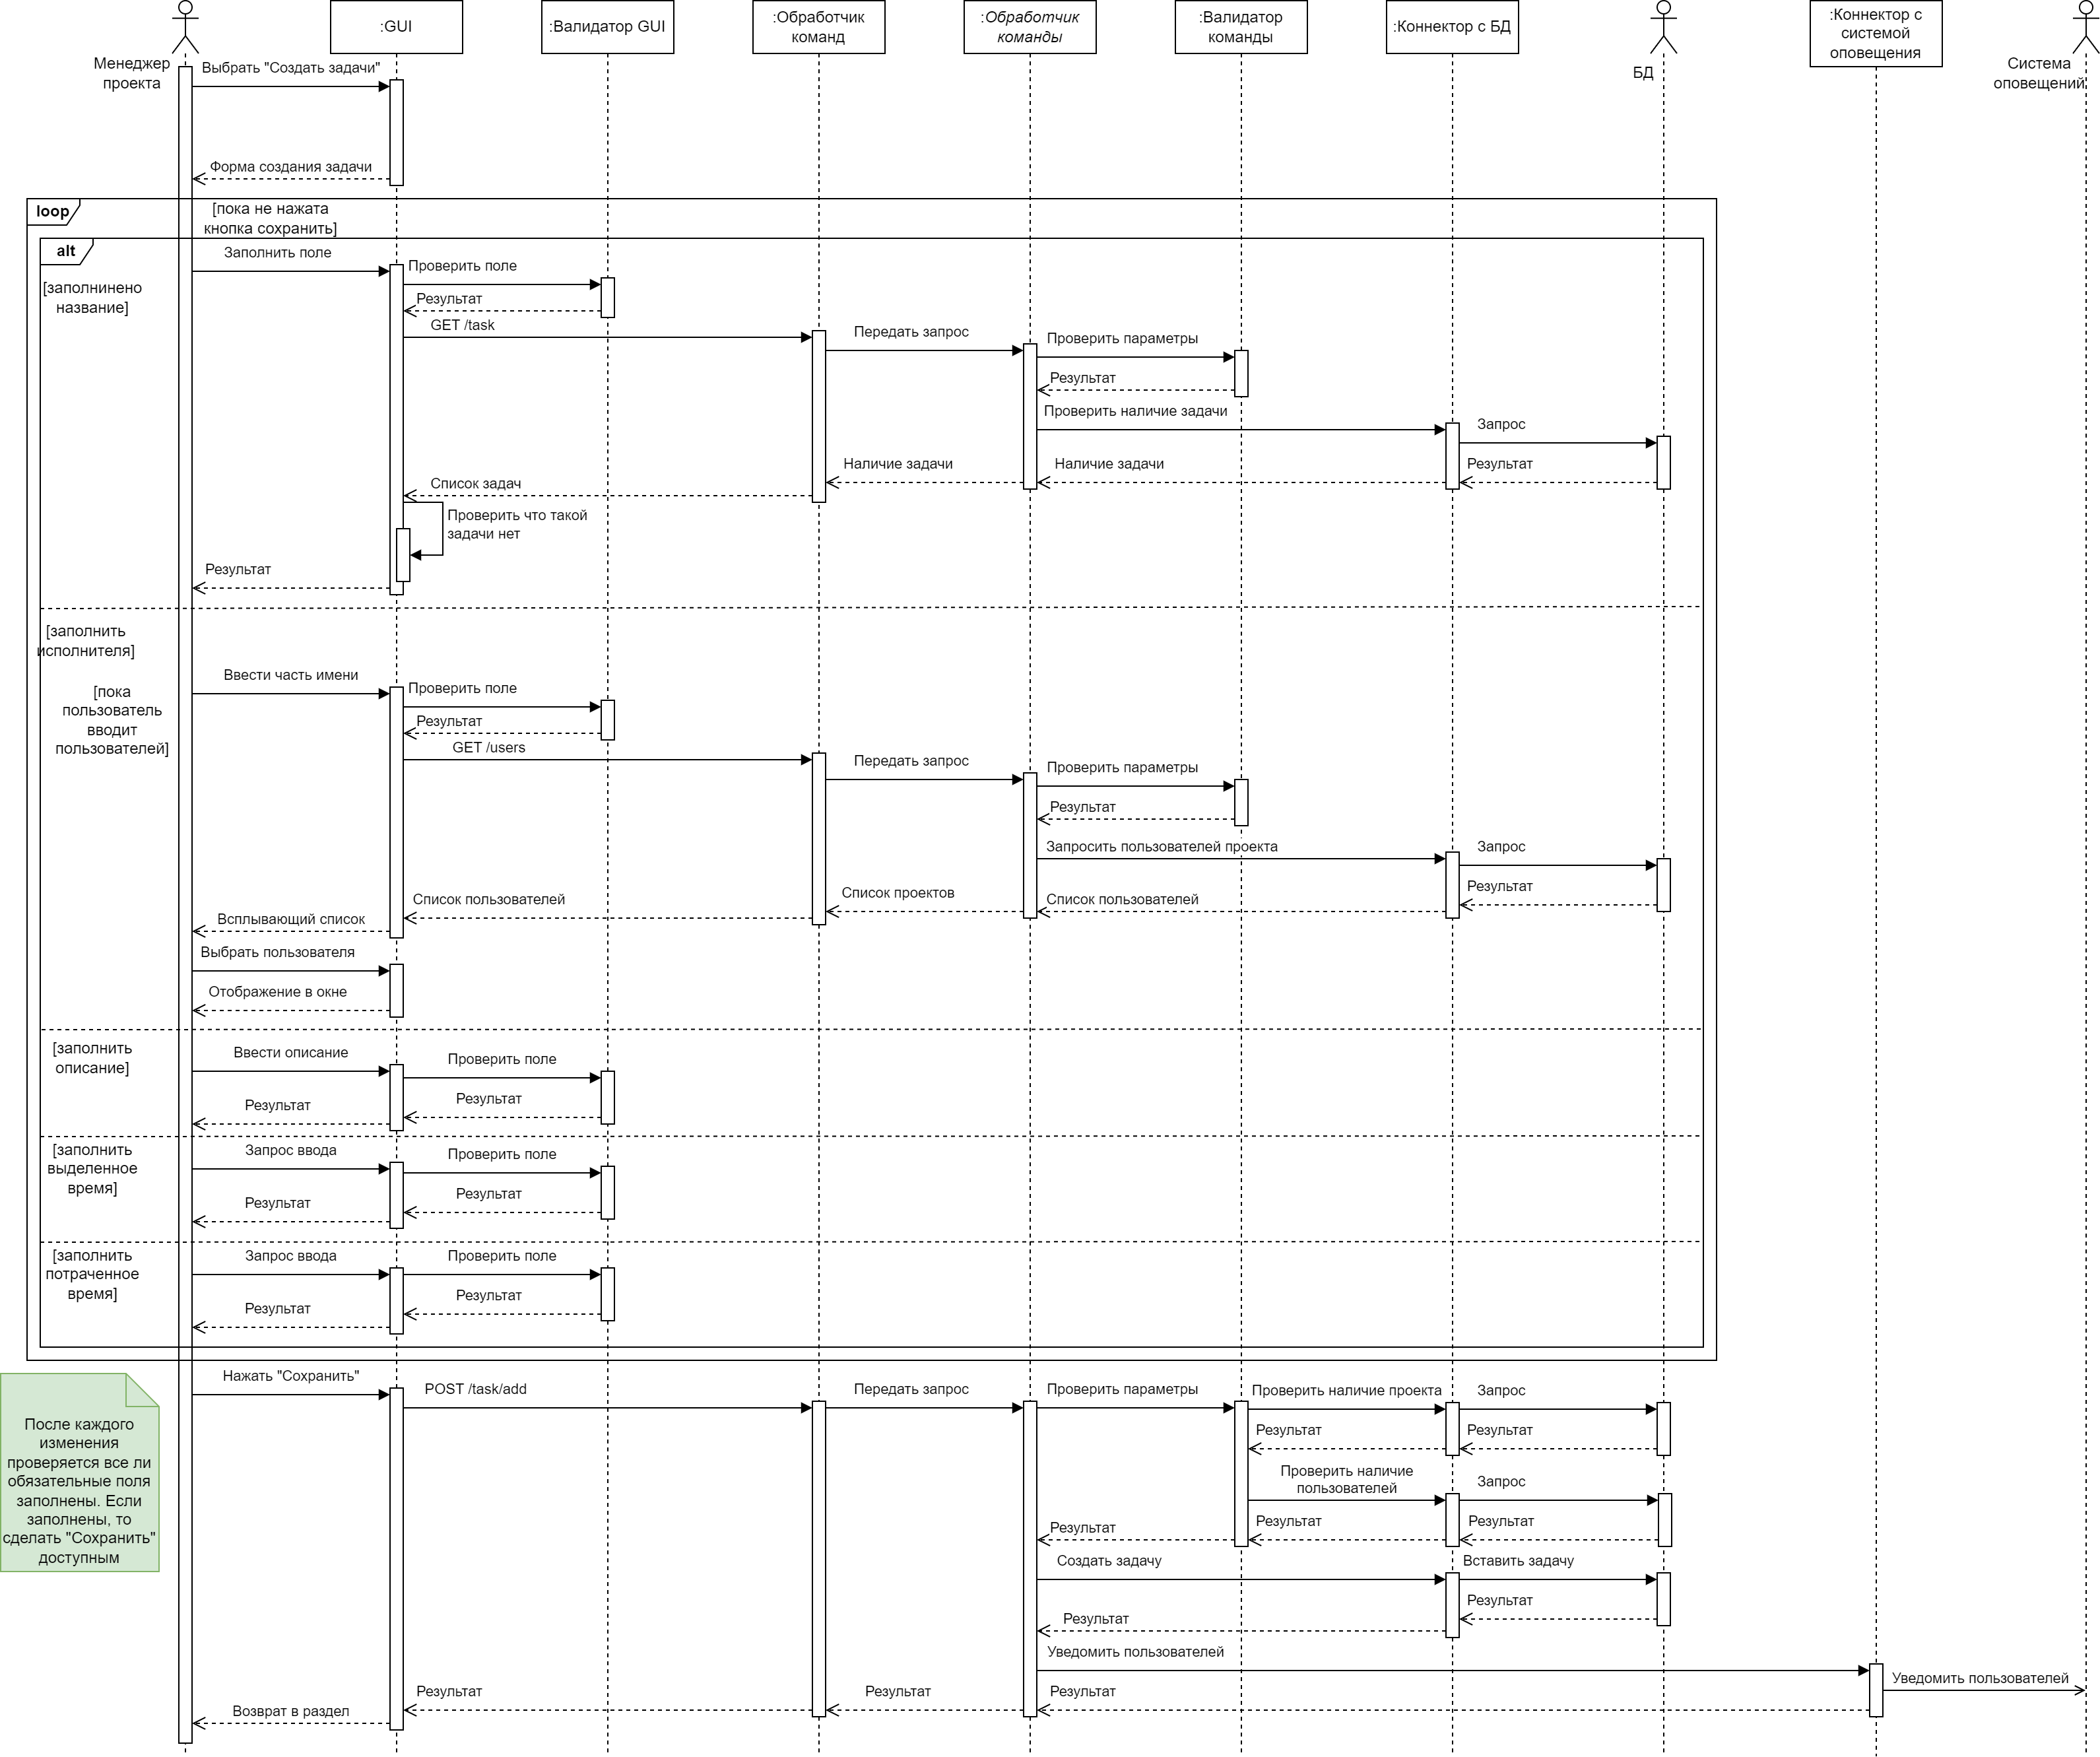 :GUI
:Валидатор GUI
:Обработчик
команд
:Обработчик
команды
:Валидатор
команды
:Коннектор с БД
:Коннектор с
системой
оповещения
Менеджер
проекта
БД
Система
оповещений
Выбрать "Создать задачи"
Форма создания задачи
loop
[пока не нажата
кнопка сохранить]
alt
Заполнить поле
[заполнинено
название]
Проверить поле
Результат
GET /task
Передать запрос
Проверить параметры
Результат
Проверить наличие задачи
Запрос
Результат
Наличие задачи
Наличие задачи
Список задач
Проверить что такой
задачи нет
Результат
[заполнить
исполнителя]
Ввести часть имени
[пока
пользователь
вводит
пользователей]
Проверить поле
Результат
GET /users
Передать запрос
Проверить параметры
Результат
Запросить пользователей проекта
Запрос
Результат
Список пользователей
Список проектов
Список пользователей
Всплывающий список
Выбрать пользователя
Отображение в окне
[заполнить
описание]
Ввести описание
Проверить поле
Результат
Результат
[заполнить
выделенное
время]
Запрос ввода
Проверить поле
Результат
Результат
[заполнить
потраченное
время]
Запрос ввода
Проверить поле
Результат
Результат
Нажать "Сохранить"
POST /task/add
Передать запрос
Проверить параметры
Проверить наличие проекта
Запрос
Результат
Результат
Проверить наличие
пользователей
Запрос
Результат
Результат
Результат
Создать задачу
Вставить задачу
Результат
Результат
Уведомить пользователей
Уведомить пользователей
Результат
Результат
Результат
Возврат в раздел
После каждого
изменения
проверяется все ли
обязательные поля
заполнены. Если
заполнены, то
сделать "Сохранить"
доступным